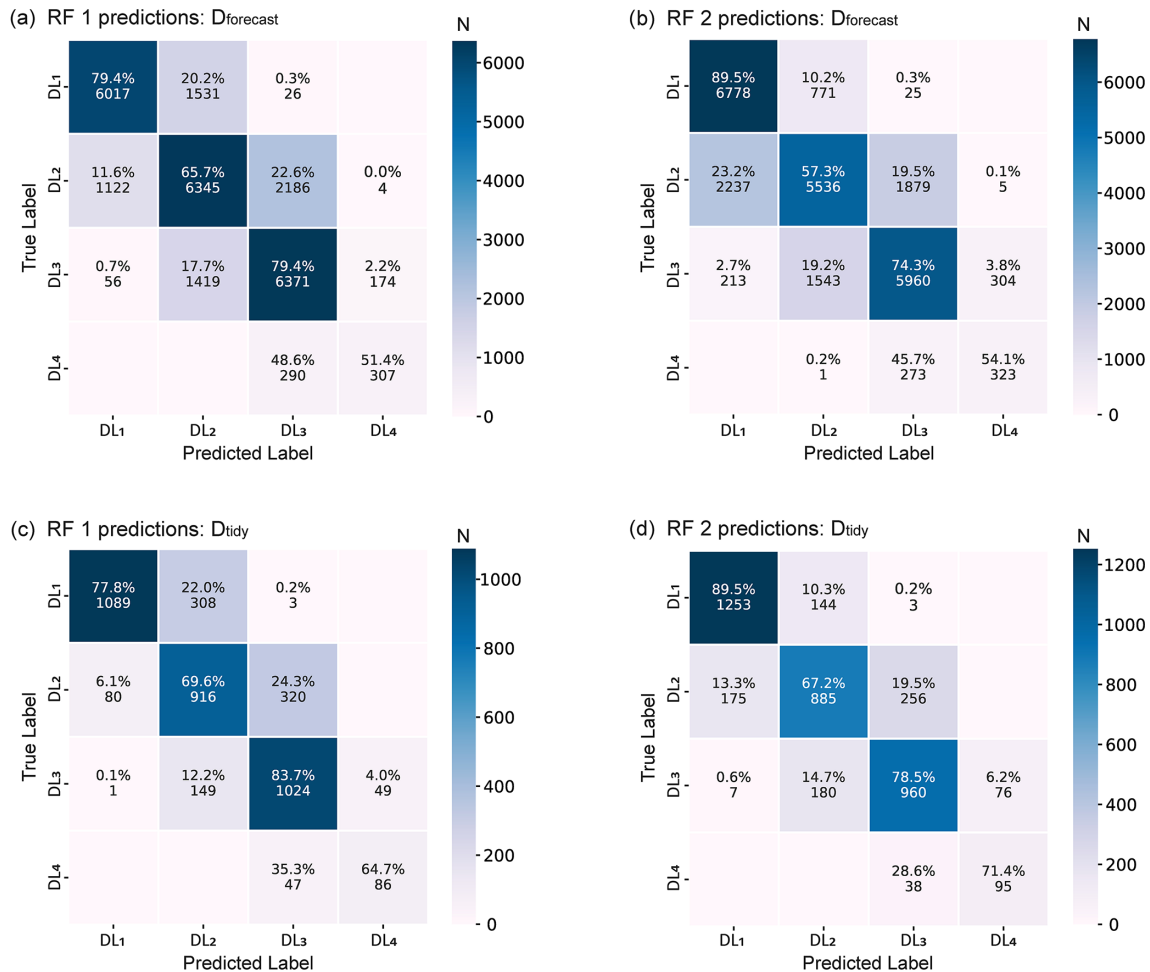 (a) RF 1 predictions: Dforecast
N
DL1
79.4% 20.2% 0.3%
6017 1531 26
DL2
11.6% 65.7% 22.6% 0.0%
1122 6345 2186 4
DL3
0.7% 17.7% 79.4% 2.2%
56 1419 6371 174
DL4
48.6% 51.4%
290 307
DL1 DL2 DL3 DL4
Predicted Label
True Label
6000
5000
4000
3000
2000
1000
0
(b) RF 2 predictions: Dforecast
N
DL1
89.5% 10.2% 0.3%
6778 771 25
DL2
23.2% 57.3% 19.5% 0.1%
2237 5536 1879 5
DL3
2.7% 19.2% 74.3% 3.8%
213 1543 5960 304
DL4
0.2% 45.7% 54.1%
1 273 323
DL1 DL2 DL3 DL4
Predicted Label
True Label
6000
5000
4000
3000
2000
1000
0
(c) RF 1 predictions: Dtidy
N
DL1
77.8% 22.0% 0.2%
1089 308 3
DL2
6.1% 69.6% 24.3%
80 916 320
DL3
0.1% 12.2% 83.7% 4.0%
1 149 1024 49
DL4
35.3% 64.7%
47 86
DL1 DL2 DL3 DL4
Predicted Label
True Label
1000
800
600
400
200
0
(d) RF 2 predictions: Dtidy
N
DL1
89.5% 10.3% 0.2%
1253 144 3
DL2
13.3% 67.2% 19.5%
175 885 256
DL3
0.6% 14.7% 78.5% 6.2%
7 180 960 76
DL4
28.6% 71.4%
38 95
DL1 DL2 DL3 DL4
Predicted Label
True Label
1200
1000
800
600
400
200
0